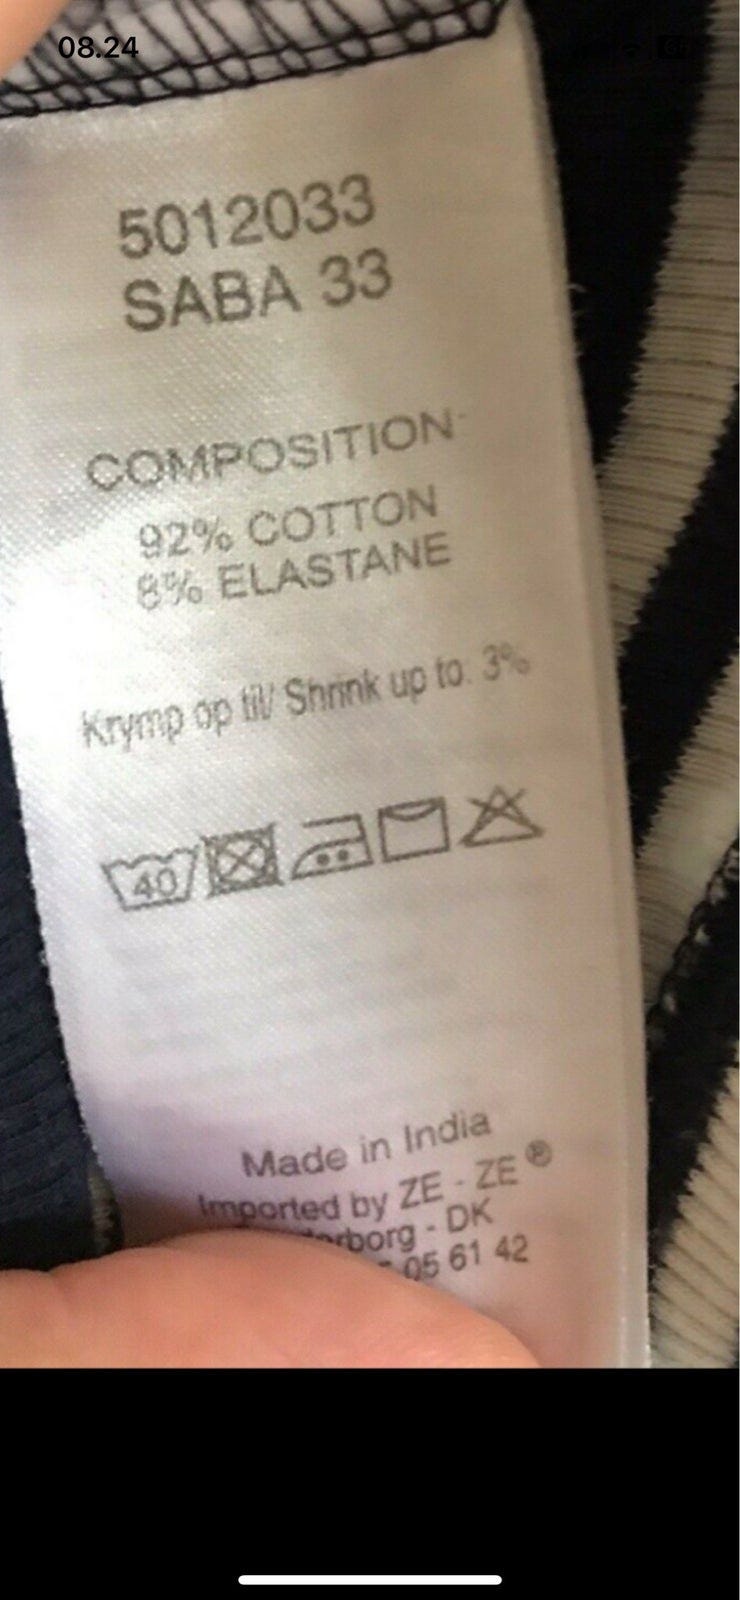 08.24
5012033
SABA 33
COMPOSITION
92% COTTON
8% ELASTANE
Krymp op til/ Shrink up to: 3%
40
Made in India
Imported by ZE - ZE®
rborg - DK
05 61 42